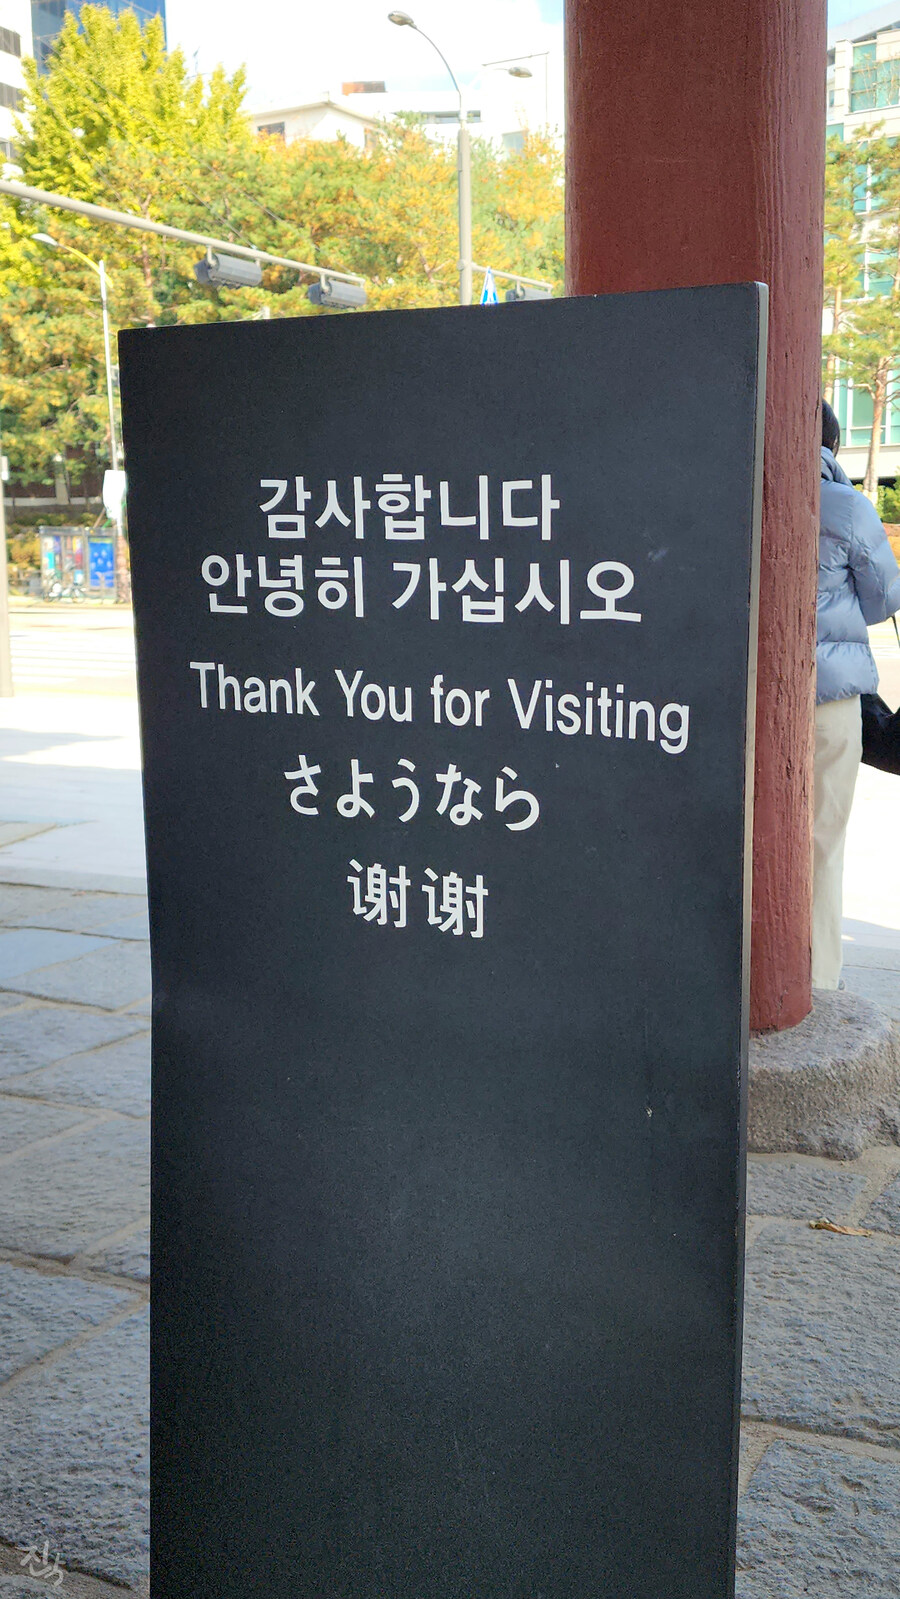 감사합니다
안녕히 가십시오
Thank You for Visiting
さようなら
谢谢